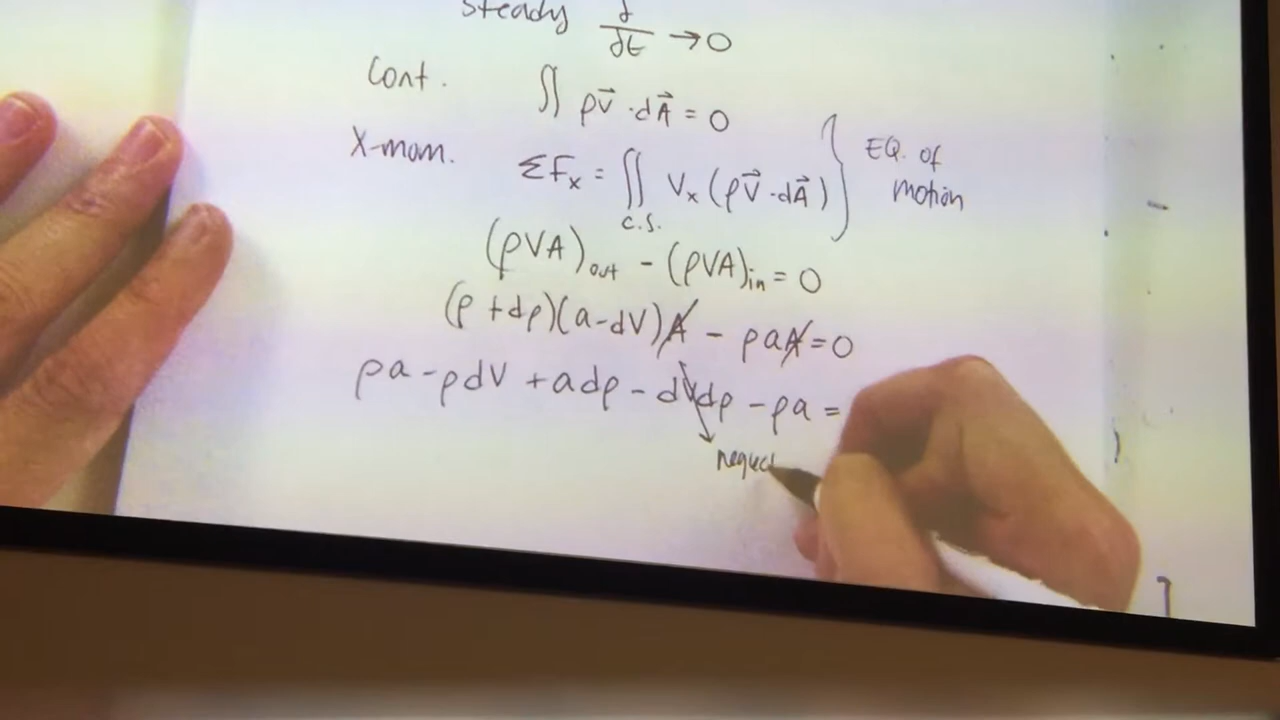 Steady ∂/∂t → 0
Cont. ∬ ρV⃗ · dA⃗ = 0
X-mom. ΣFx = ∬ Vx (ρV⃗ · dA⃗) } EQ. of motion
c.s.
(ρVA)out - (ρVA)in = 0
(ρ + dρ)(a - dV)A - ρaA = 0
ρa - ρdV + adρ - dVdρ - ρa =
neglec